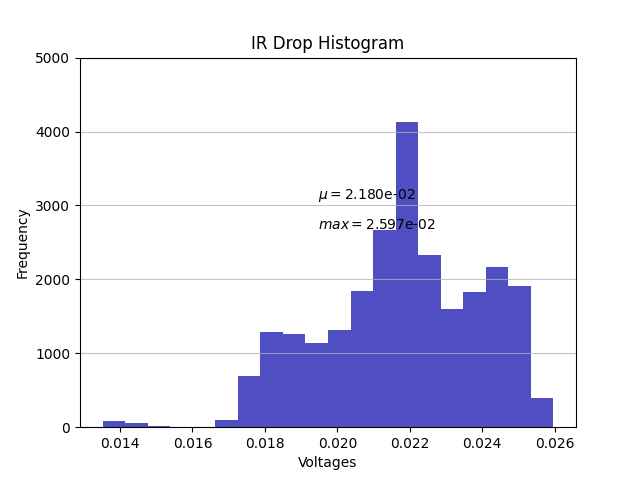 IR Drop Histogram
5000
4000
3000
2000
1000
0
Frequency
μ = 2.180e-02
max = 2.597e-02
0.014 0.016 0.018 0.020 0.022 0.024 0.026
Voltages